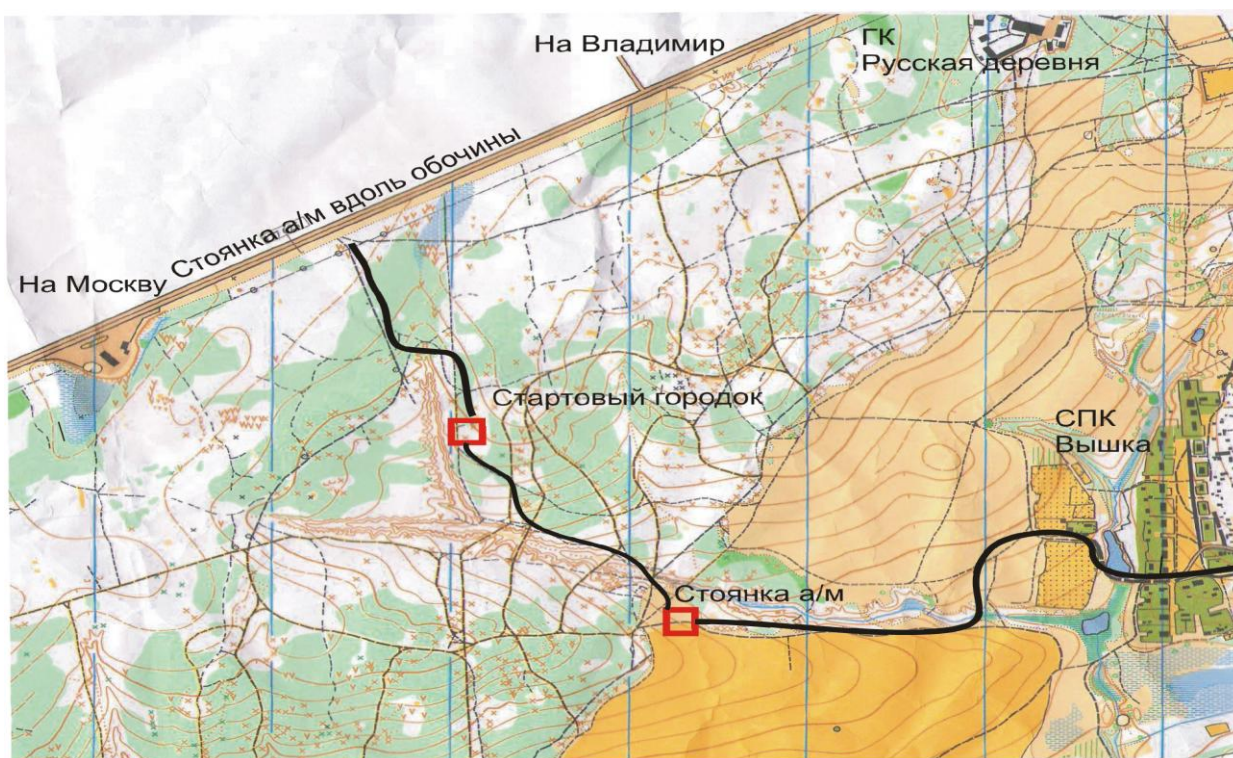 На Владимир
ГК
Русская деревня
Стоянка а/м вдоль обочины
На Москву
Стартовый городок
СПК
Вышка
Стоянка а/м